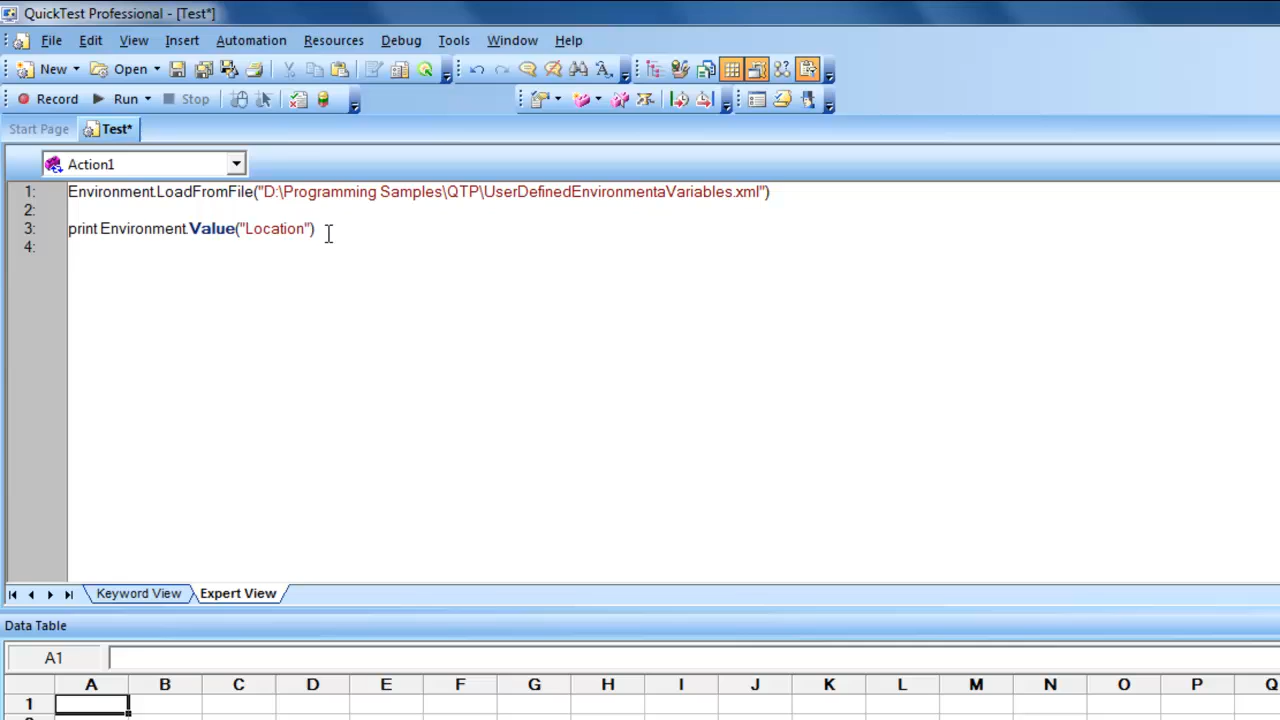 QuickTest Professional - [Test*]
File Edit View Insert Automation Resources Debug Tools Window Help
New Open
Record Run Stop
Start Page Test*
Action1
1: Environment.LoadFromFile("D:\Programming Samples\QTP\UserDefinedEnvironmentaVariables.xml")
2:
3: print Environment.Value("Location")
4:
Keyword View Expert View
Data Table
A1
A B C D E F G H I J K L M N O P Q
1